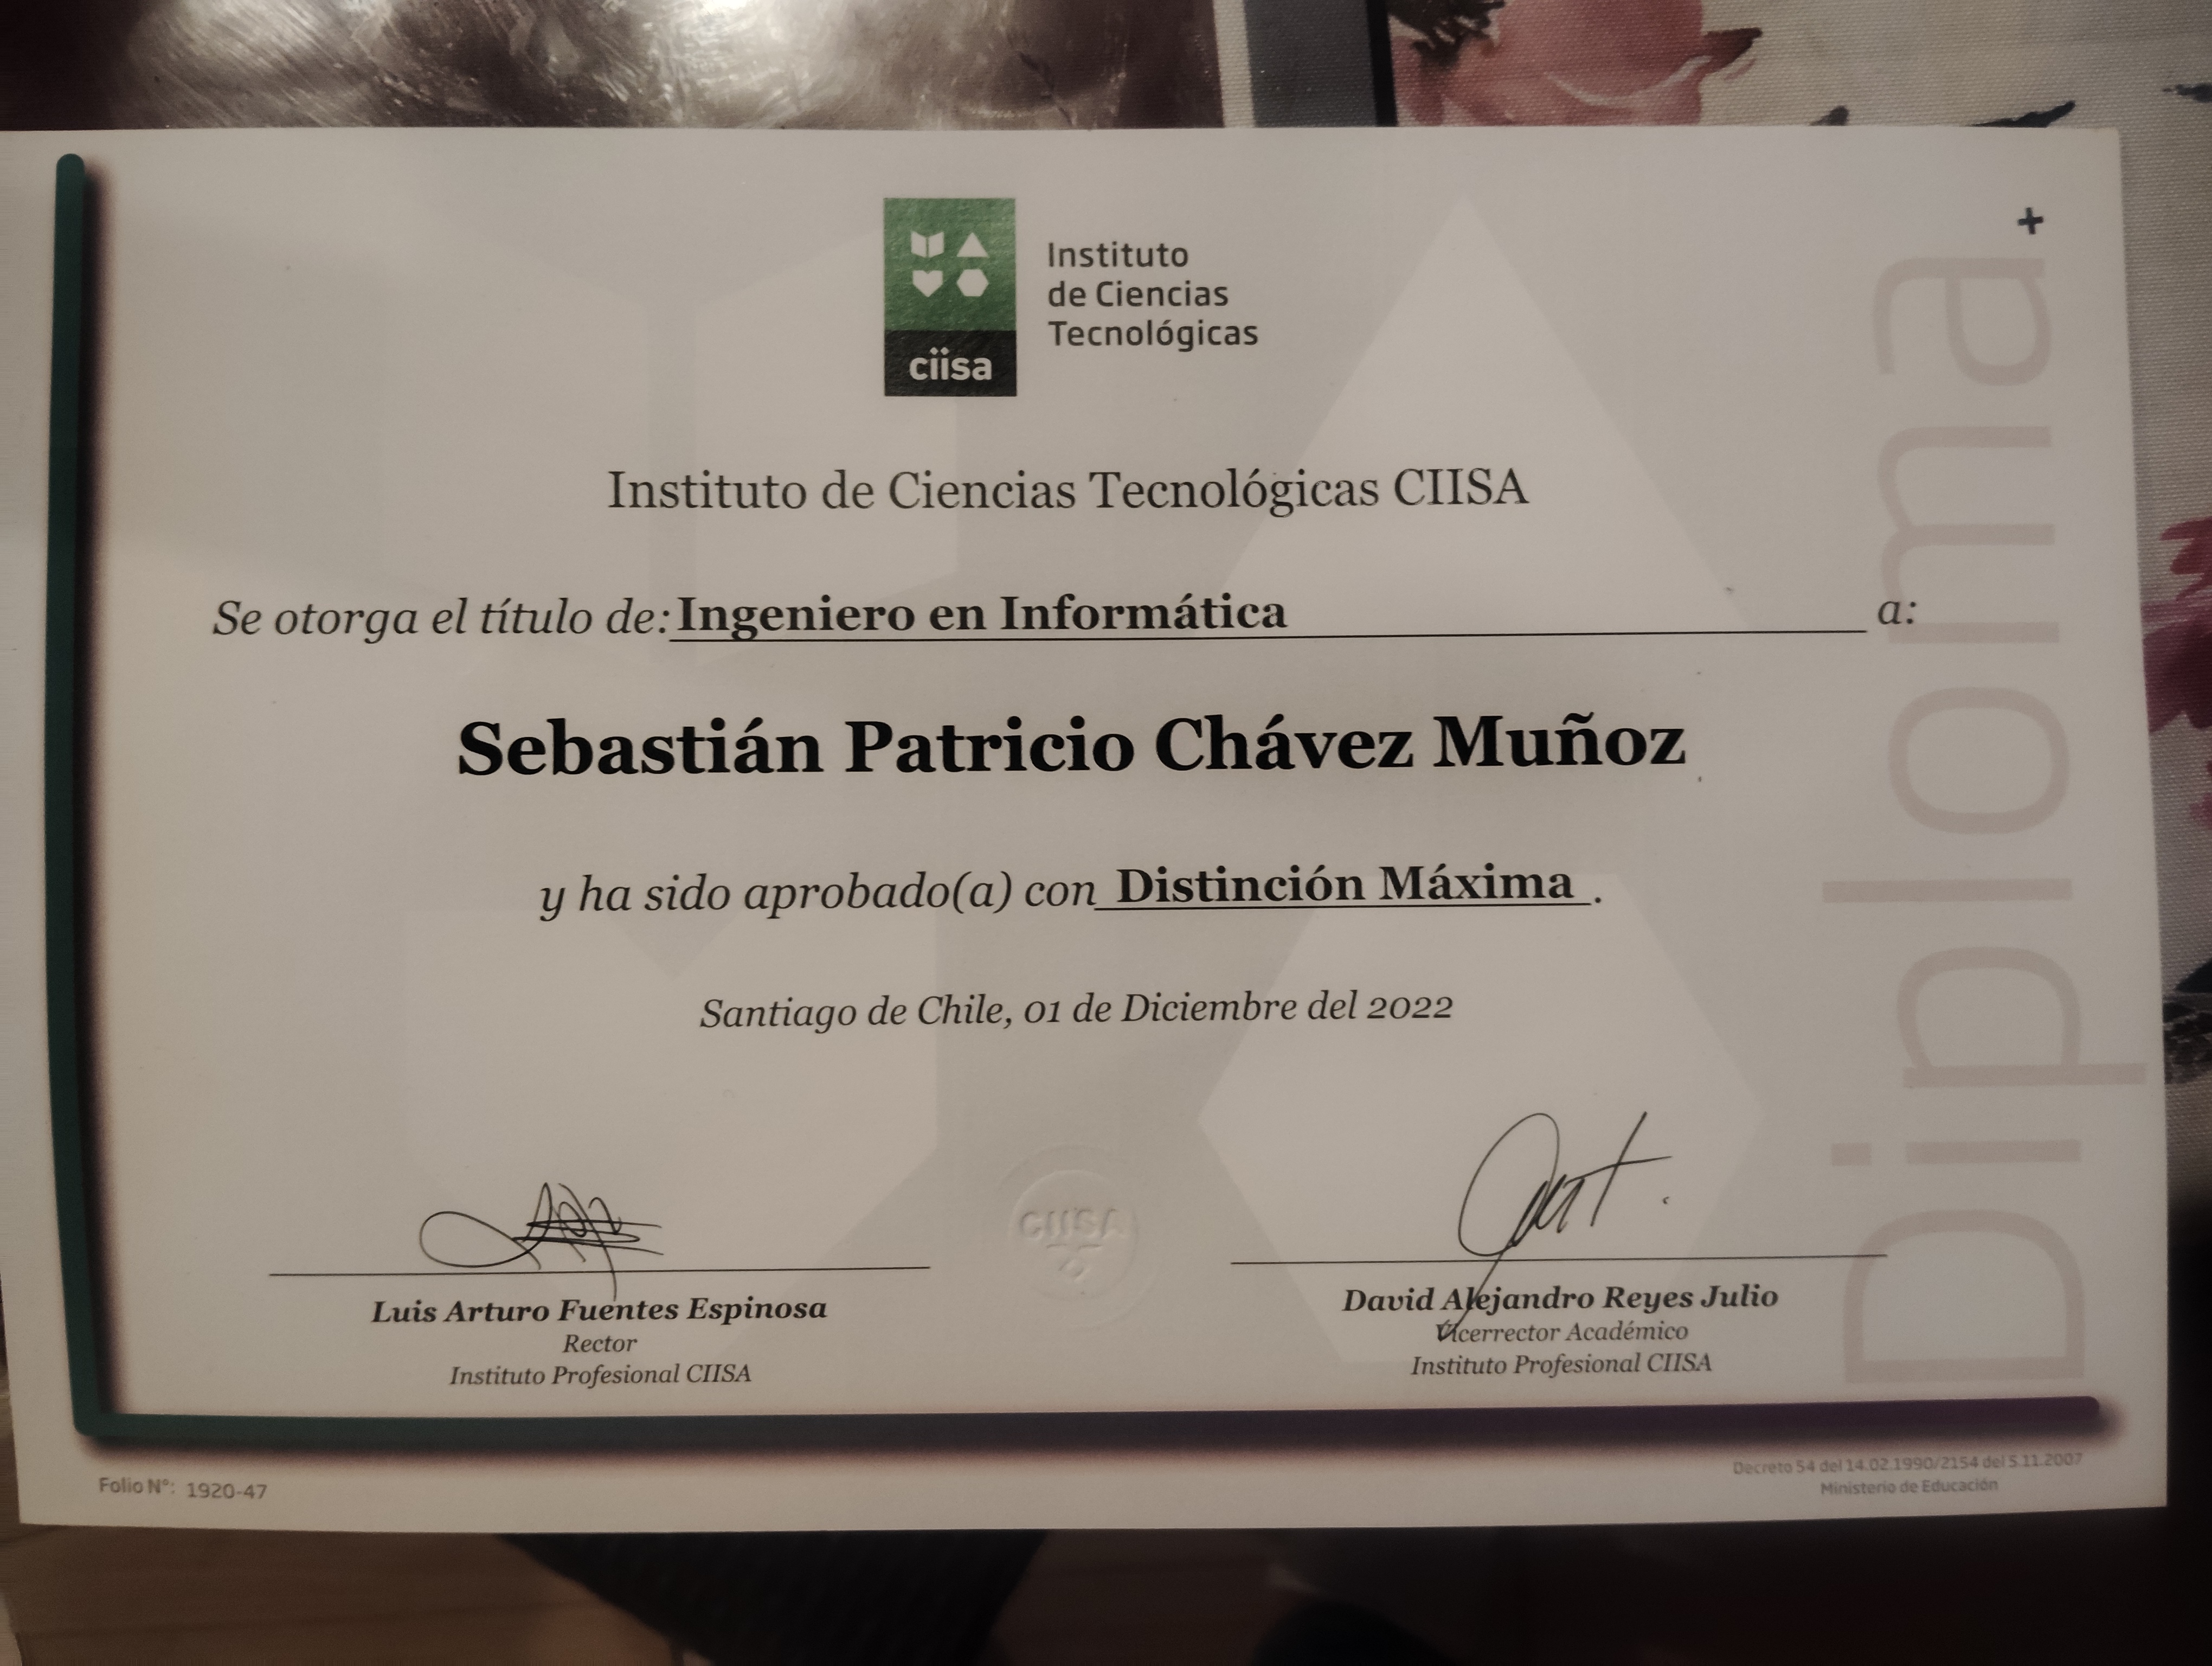 ciisa
Instituto
de Ciencias
Tecnológicas
Instituto de Ciencias Tecnológicas CIISA
Se otorga el título de: Ingeniero en Informática a:
Sebastián Patricio Chávez Muñoz
y ha sido aprobado(a) con Distinción Máxima.
Santiago de Chile, 01 de Diciembre del 2022
CIISA
Luis Arturo Fuentes Espinosa
Rector
Instituto Profesional CIISA
David Alejandro Reyes Julio
Vicerrector Académico
Instituto Profesional CIISA
Diploma
+
Folio N°: 1920-47
Decreto 54 del 14.02.1990/2154 del 5.11.2007
Ministerio de Educación